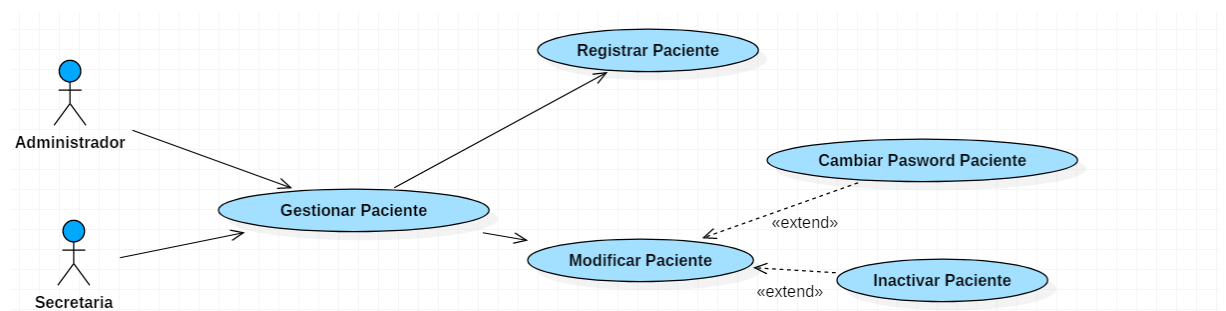 Registrar Paciente
Administrador
Cambiar Pasword Paciente
Gestionar Paciente
«extend»
Modificar Paciente
Inactivar Paciente
«extend»
Secretaria